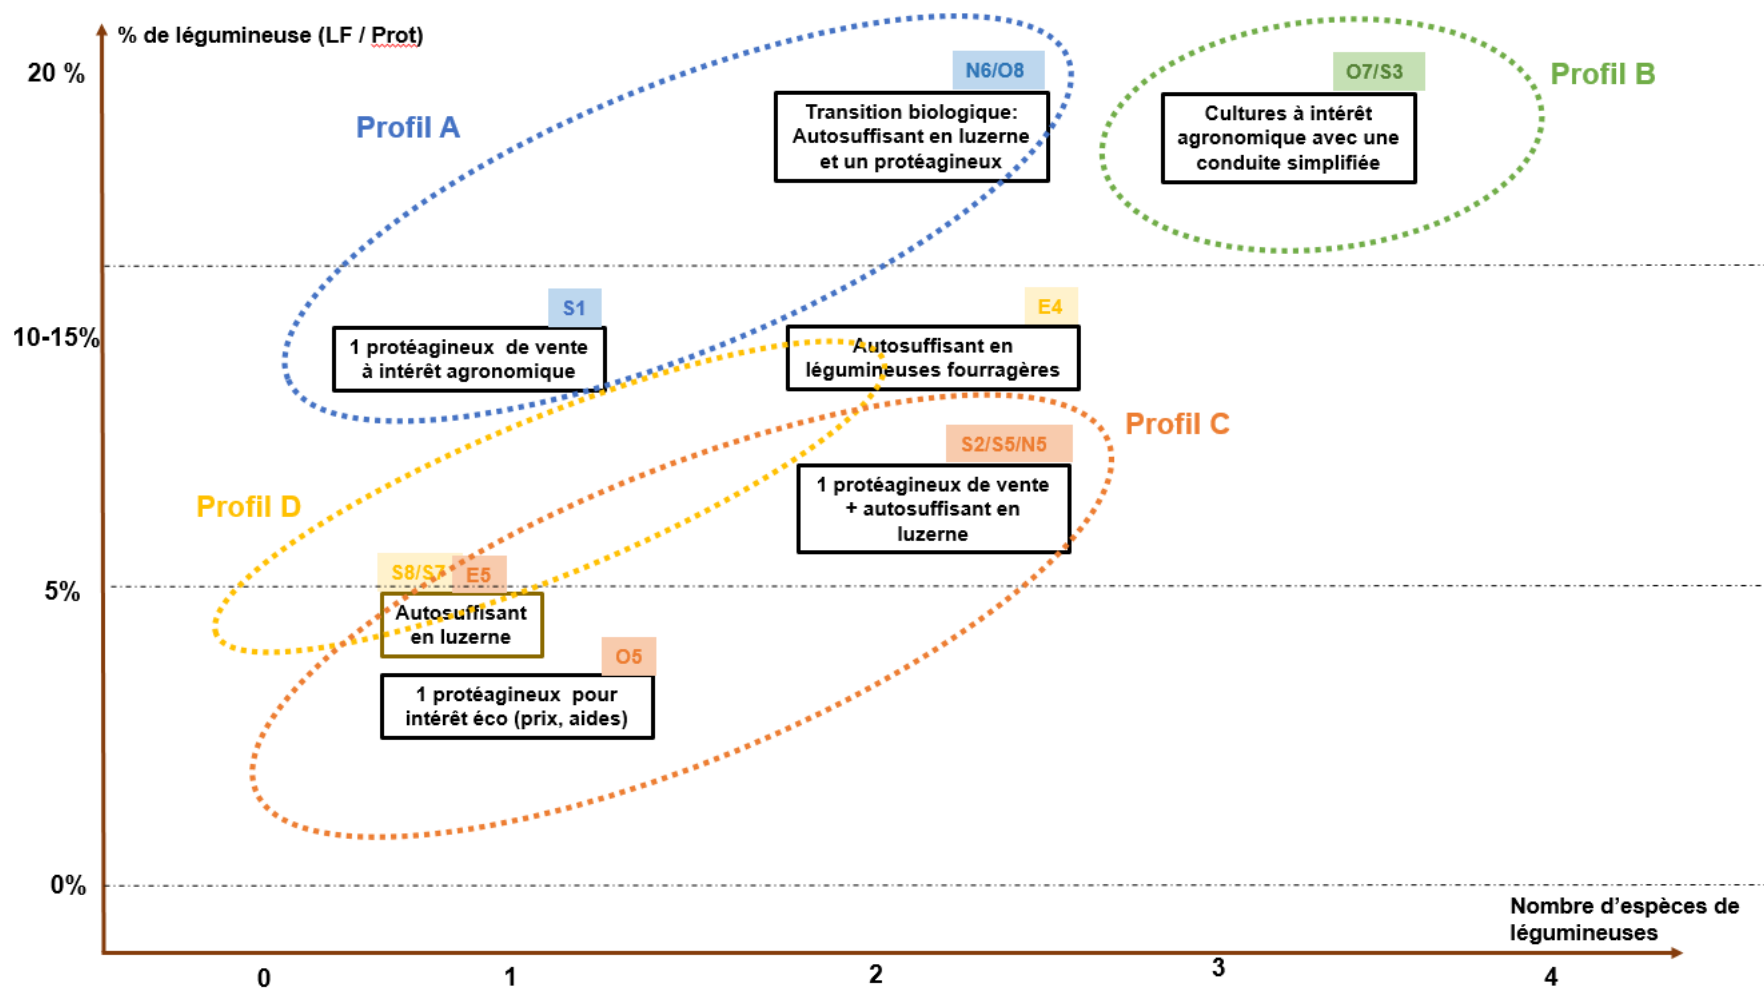 % de légumineuse (LF / Prot)
20 %
N6/O8
O7/S3
Profil B
Transition biologique:
Autosuffisant en luzerne
et un protéagineux
Cultures à intérêt
agronomique avec une
conduite simplifiée
Profil A
S1
E4
10-15%
1 protéagineux de vente
à intérêt agronomique
Autosuffisant en
légumineuses fourragères
Profil C
S2/S5/N5
1 protéagineux de vente
+ autosuffisant en
luzerne
Profil D
S8/S7
E5
5%
Autosuffisant
en luzerne
O5
1 protéagineux pour
intérêt éco (prix, aides)
0%
Nombre d’espèces de
légumineuses
0
1
2
3
4